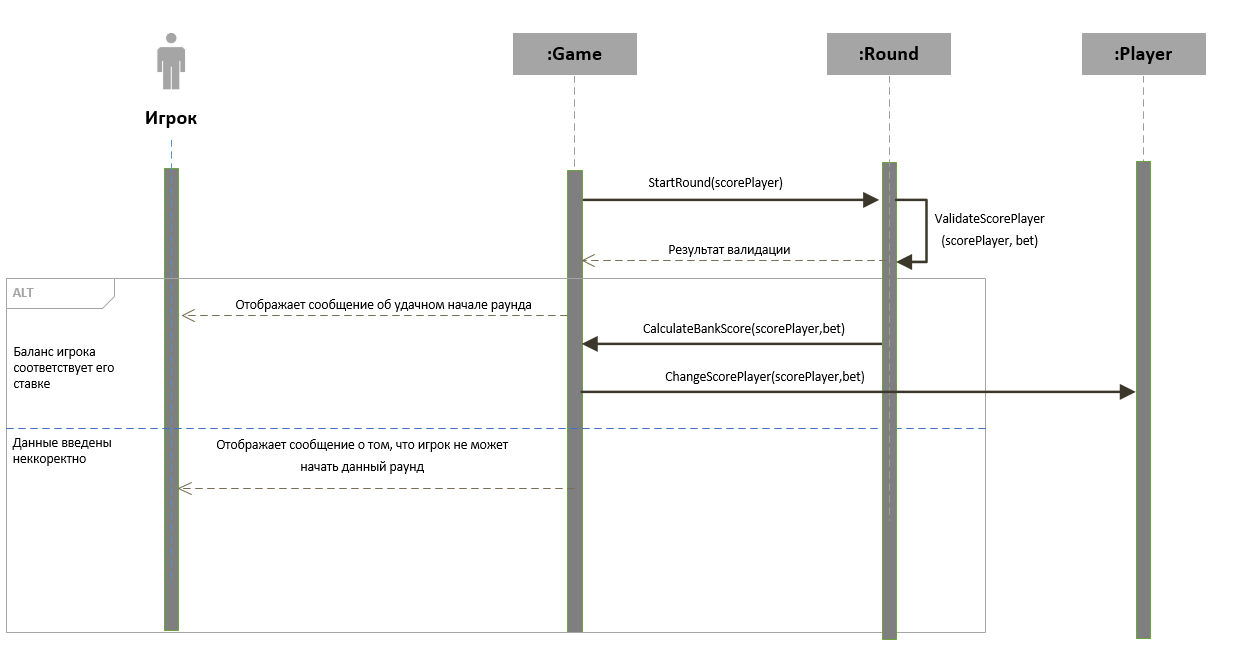 :Game
:Round
:Player
Игрок
StartRound(scorePlayer)
ValidateScorePlayer
(scorePlayer, bet)
Результат валидации
ALT
Отображает сообщение об удачном начале раунда
CalculateBankScore(scorePlayer,bet)
Баланс игрока
соответствует его
ставке
ChangeScorePlayer(scorePlayer,bet)
Данные введены
неккоректно
Отображает сообщение о том, что игрок не может
начать данный раунд